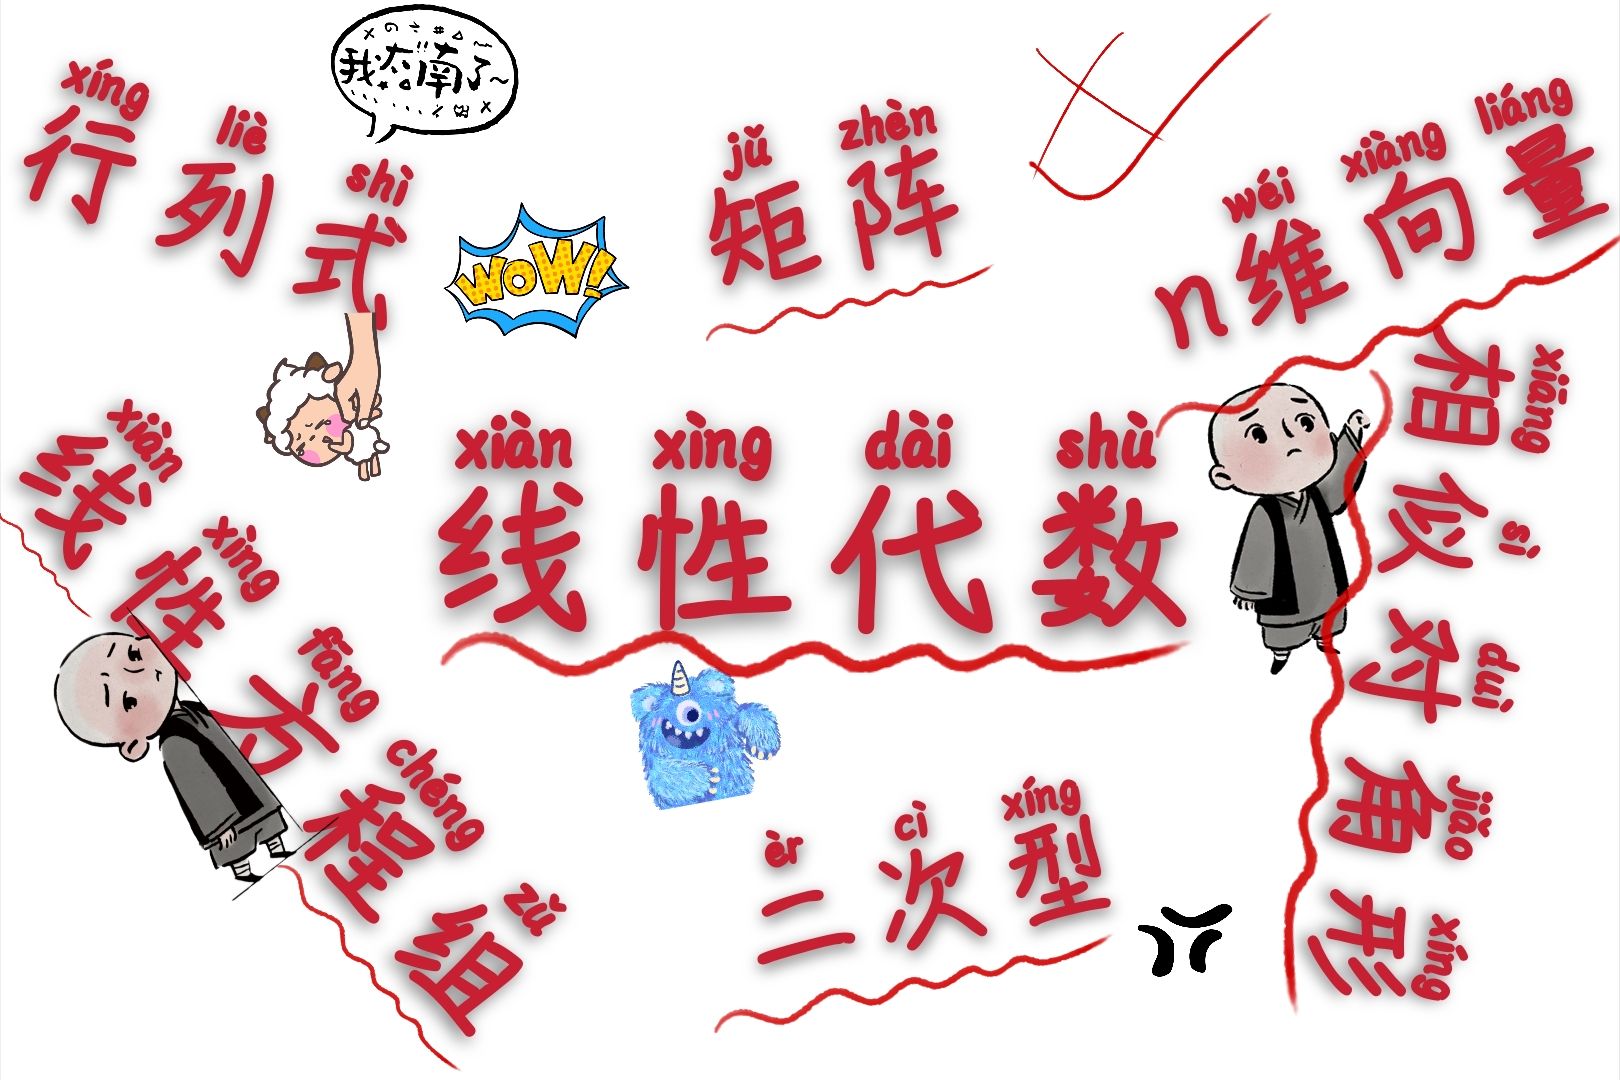 我太南了~
xíng liè shì
行列式
WOW!
jǔ zhèn
矩阵
wéi xiàng liáng
n维向量
xiàn xìng dài shù
线性代数
xiàn xìng fāng chéng zǔ
线性方程组
èr cì xíng
二次型
xiāng sì duì jiǎo xíng
相似对角形